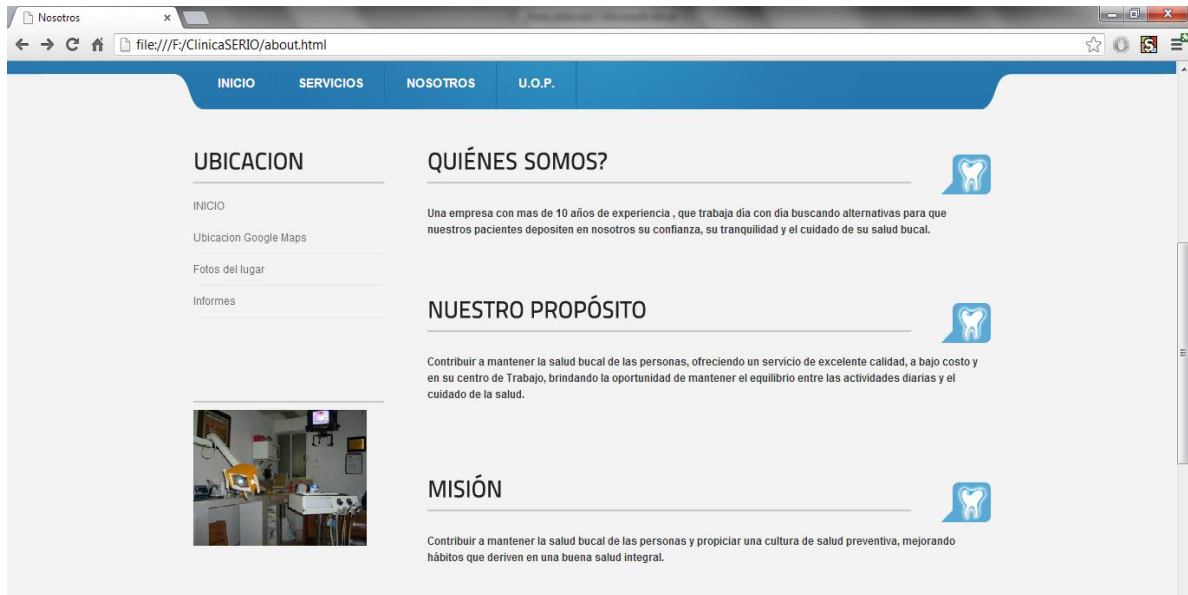 Nosotros
file:///F:/ClinicaSERIO/about.html
INICIO SERVICIOS NOSOTROS U.O.P.
UBICACION
INICIO
Ubicacion Google Maps
Fotos del lugar
Informes
QUIÉNES SOMOS?
Una empresa con mas de 10 años de experiencia , que trabaja día con día buscando alternativas para que
nuestros pacientes depositen en nosotros su confianza, su tranquilidad y el cuidado de su salud bucal.
NUESTRO PROPÓSITO
Contribuir a mantener la salud bucal de las personas, ofreciendo un servicio de excelente calidad, a bajo costo y
en su centro de Trabajo, brindando la oportunidad de mantener el equilibrio entre las actividades diarias y el
cuidado de la salud.
MISIÓN
Contribuir a mantener la salud bucal de las personas y propiciar una cultura de salud preventiva, mejorando
hábitos que deriven en una buena salud integral.